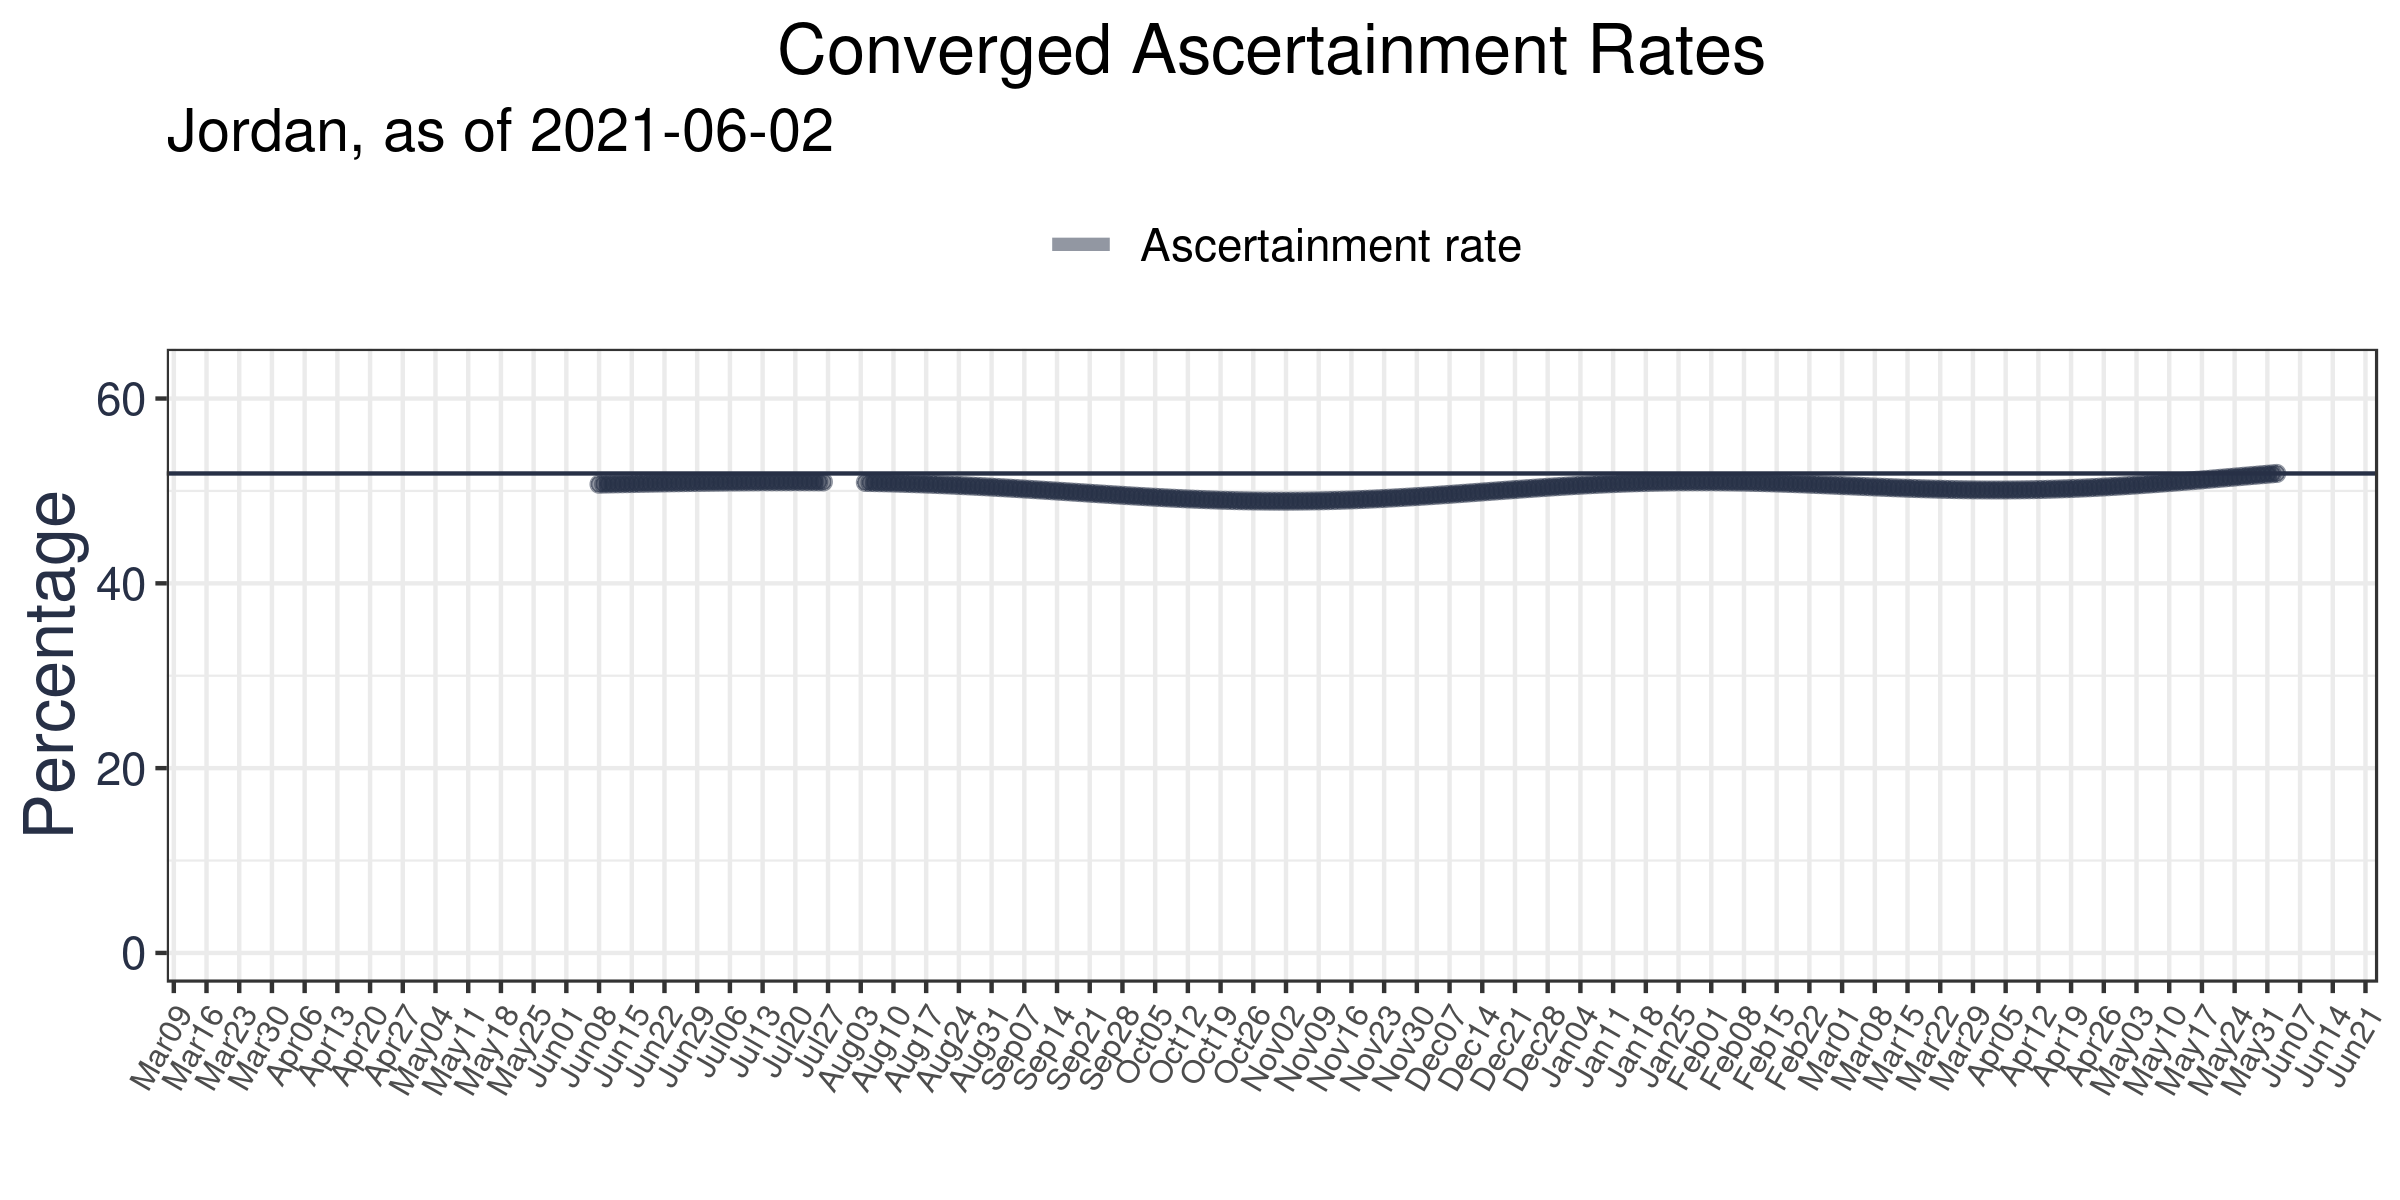 Converged Ascertainment Rates
Jordan, as of 2021-06-02
Ascertainment rate
Percentage
60
40
20
0
Mar09 Mar16 Mar23 Mar30 Apr06 Apr13 Apr20 Apr27 May04 May11 May18 May25 Jun01 Jun08 Jun15 Jun22 Jun29 Jul06 Jul13 Jul20 Jul27 Aug03 Aug10 Aug17 Aug24 Aug31 Sep07 Sep14 Sep21 Sep28 Oct05 Oct12 Oct19 Oct26 Nov02 Nov09 Nov16 Nov23 Nov30 Dec07 Dec14 Dec21 Dec28 Jan04 Jan11 Jan18 Jan25 Feb01 Feb08 Feb15 Feb22 Mar01 Mar08 Mar15 Mar22 Mar29 Apr05 Apr12 Apr19 Apr26 May03 May10 May17 May24 May31 Jun07 Jun14 Jun21